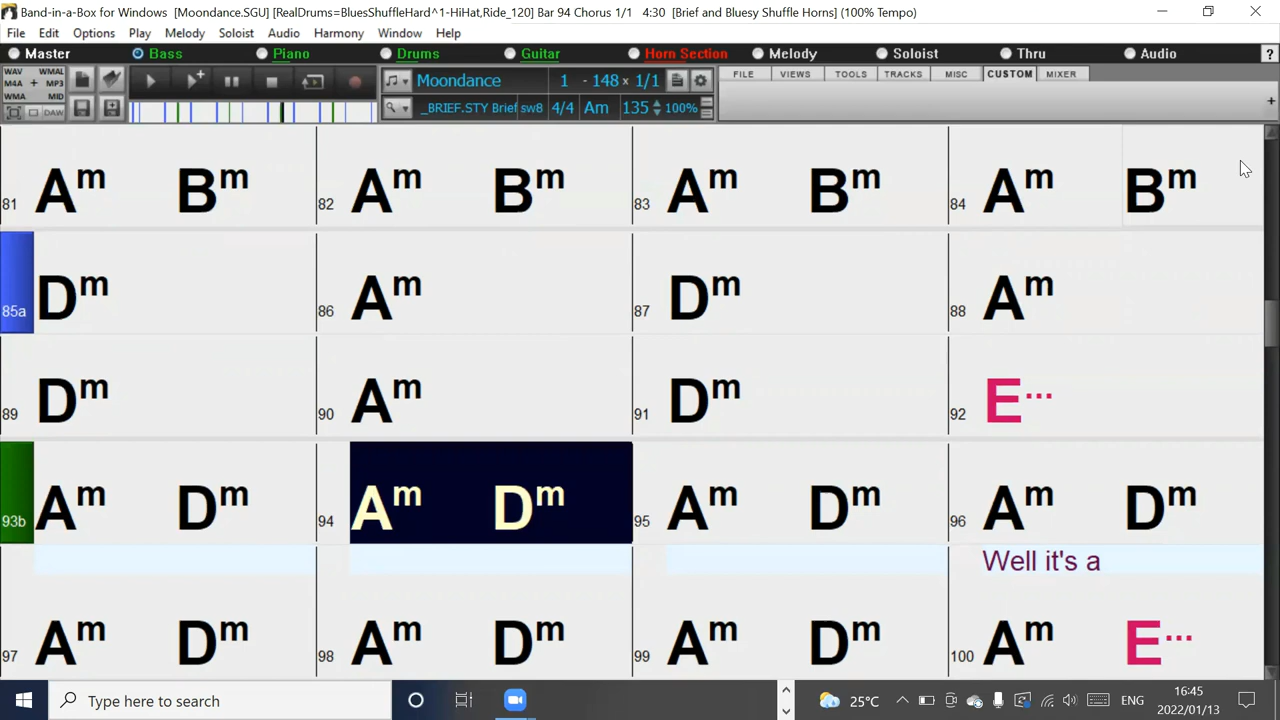 Band-in-a-Box for Windows [Moondance.SGU] [RealDrums=BluesShuffleHard^1-HiHat,Ride_120] Bar 94 Chorus 1/1 4:30 [Brief and Bluesy Shuffle Horns] (100% Tempo)
File Edit Options Play Melody Soloist Audio Harmony Window Help
Master Bass Piano Drums Guitar Horn Section Melody Soloist Thru Audio ?
WAV WMAL
M4A + MP3
WMA MID
DAW
Moondance 1 - 148 x 1/1
_BRIEF.STY Brief sw8 4/4 Am 135 100%
FILE VIEWS TOOLS TRACKS MISC CUSTOM MIXER
+
81 Am Bm 82 Am Bm 83 Am Bm 84 Am Bm
85a Dm 86 Am 87 Dm 88 Am
89 Dm 90 Am 91 Dm 92 E...
93b Am Dm 94 Am Dm 95 Am Dm 96 Am Dm
Well it's a
97 Am Dm 98 Am Dm 99 Am Dm 100 Am E...
Type here to search
25°C
ENG
16:45
2022/01/13